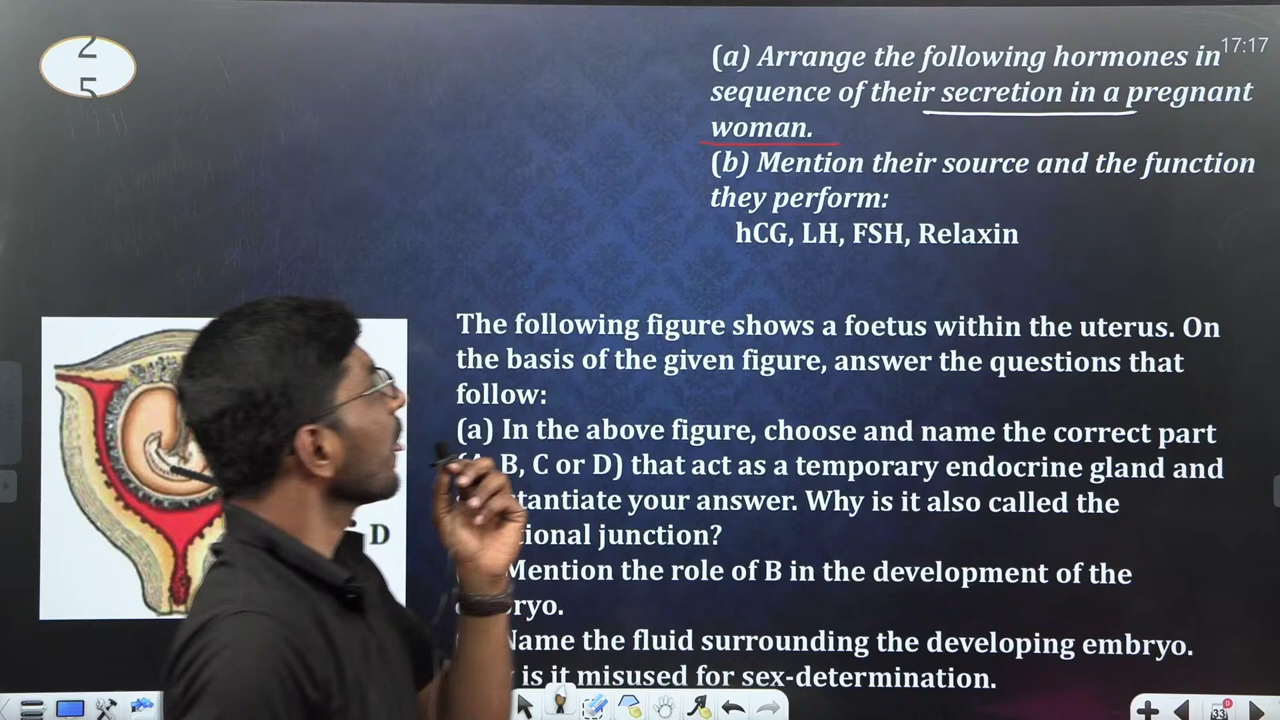 2
5
17:17
(a) Arrange the following hormones in
sequence of their secretion in a pregnant
woman.
(b) Mention their source and the function
they perform:
hCG, LH, FSH, Relaxin
The following figure shows a foetus within the uterus. On
the basis of the given figure, answer the questions that
follow:
(a) In the above figure, choose and name the correct part
B, C or D) that act as a temporary endocrine gland and
your answer. Why is it also called the
junction?
Mention the role of B in the development of the
Name the fluid surrounding the developing embryo.
is it misused for sex-determination.
D
33